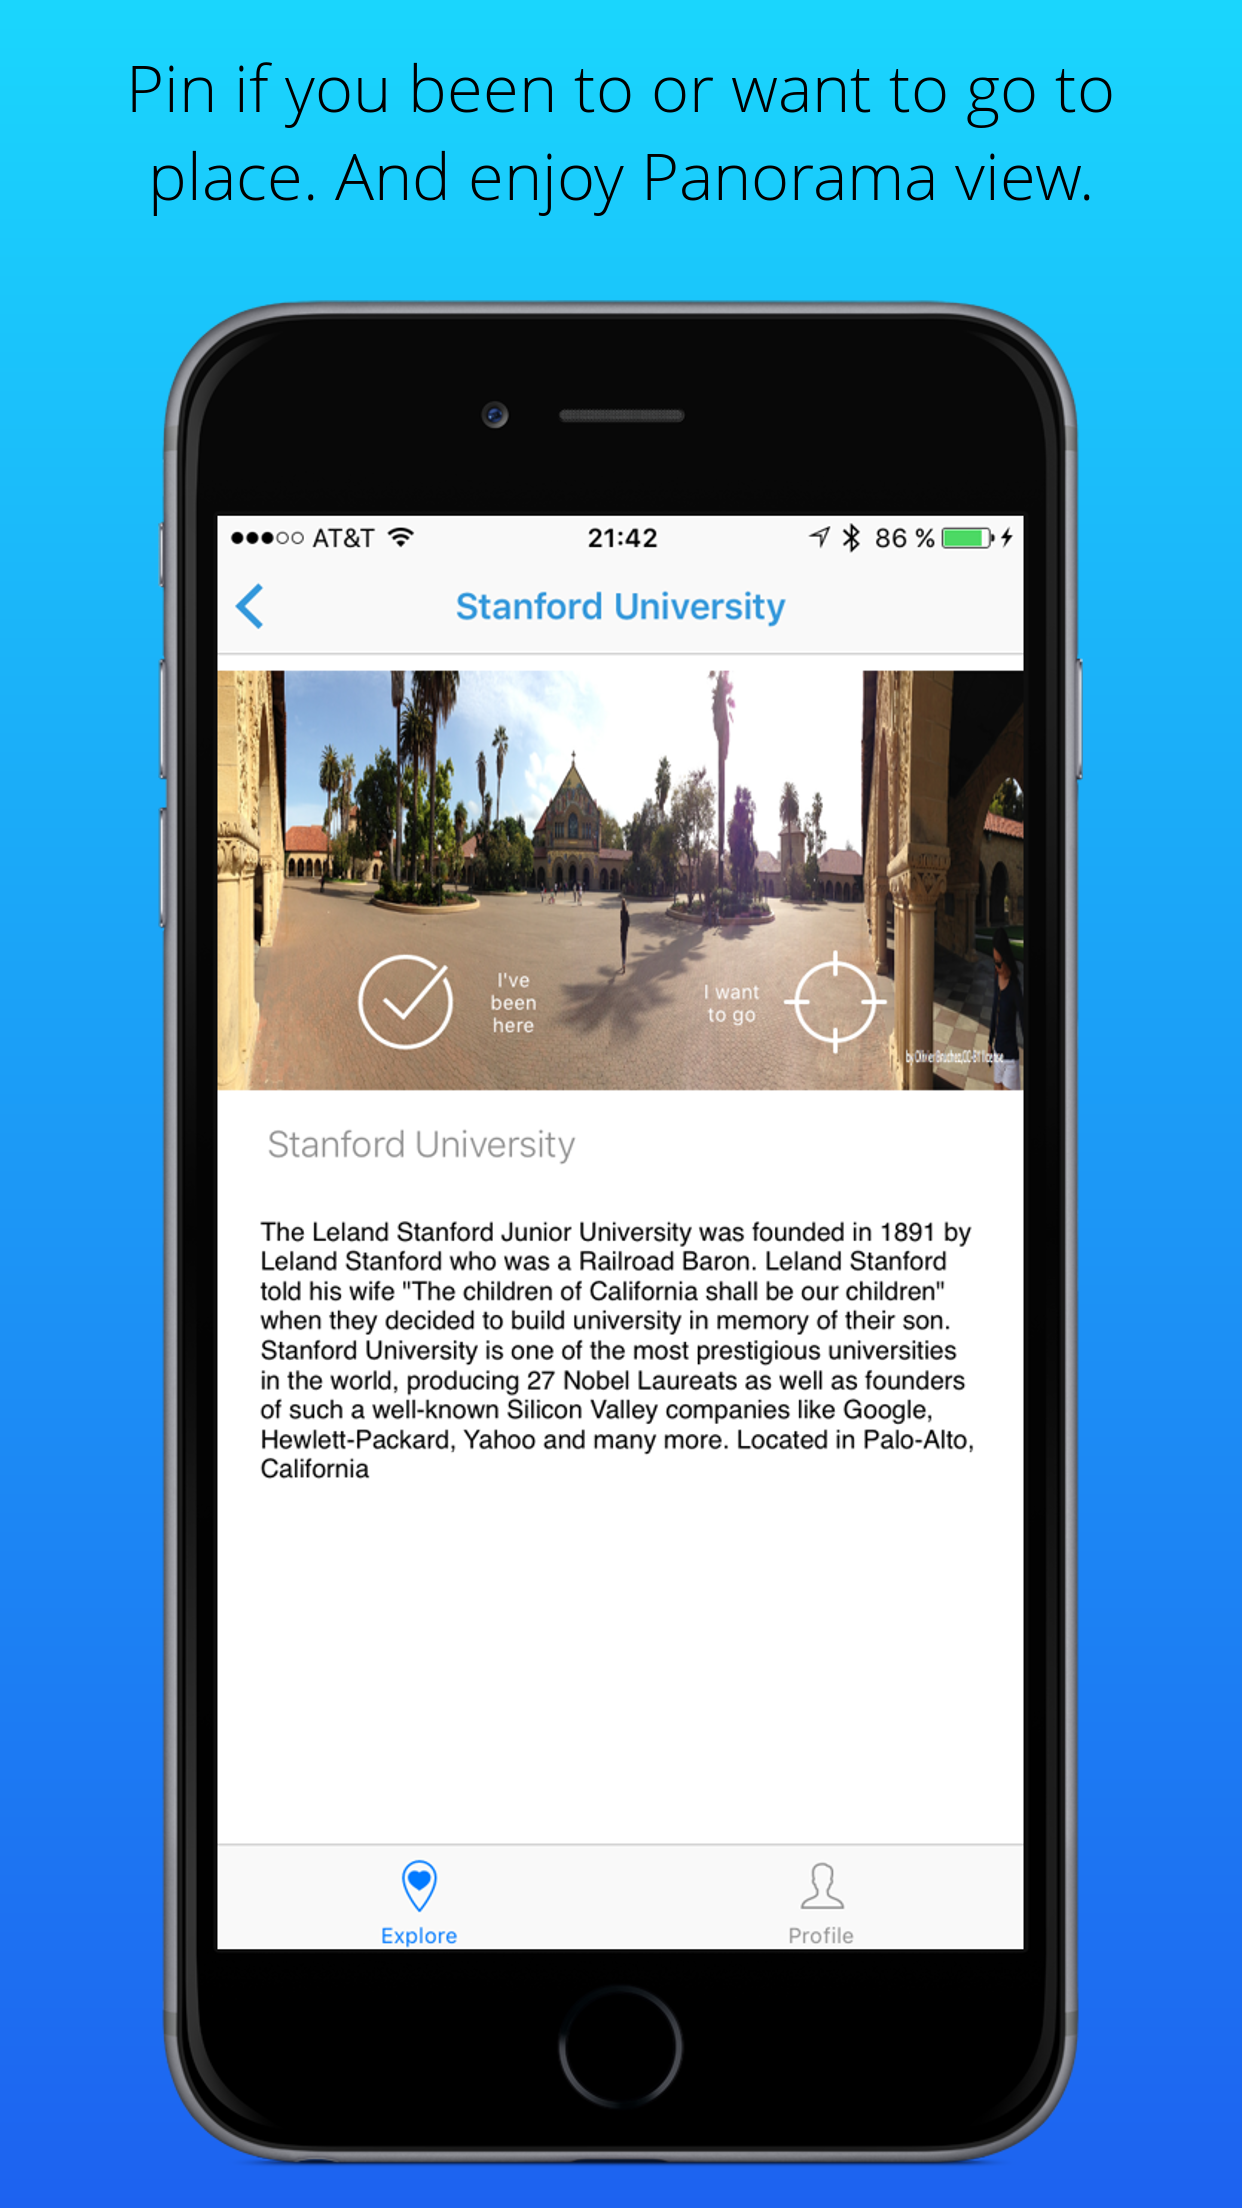 Pin if you been to or want to go to
place. And enjoy Panorama view.
AT&T 21:42 86 %
Stanford University
I've
been
here
I want
to go
by Olivier Bruchez,CC-BY license
Stanford University
The Leland Stanford Junior University was founded in 1891 by
Leland Stanford who was a Railroad Baron. Leland Stanford
told his wife "The children of California shall be our children"
when they decided to build university in memory of their son.
Stanford University is one of the most prestigious universities
in the world, producing 27 Nobel Laureats as well as founders
of such a well-known Silicon Valley companies like Google,
Hewlett-Packard, Yahoo and many more. Located in Palo-Alto,
California
Explore Profile